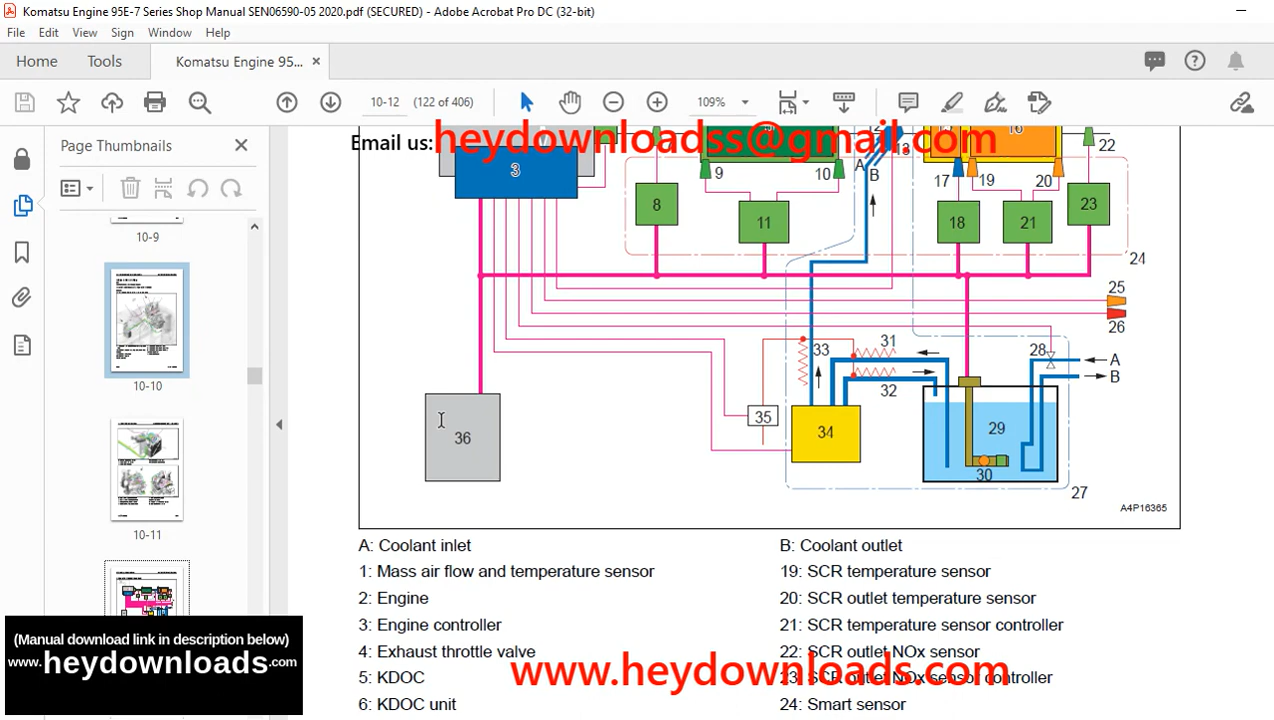 Komatsu Engine 95E-7 Series Shop Manual SEN06590-05 2020.pdf (SECURED) - Adobe Acrobat Pro DC (32-bit)
File Edit View Sign Window Help
Home Tools Komatsu Engine 95... ×
10-12 (122 of 406) 109%
Page Thumbnails
10-9
10-10
10-11
Email us: heydownloadss@gmail.com
3 A B 13 16 22
9 10 17 19 20
8 11 18 21 23
24
25
26
33 31 28 A
32 B
36 35 34 29
30 27
A4P16365
A: Coolant inlet
1: Mass air flow and temperature sensor
2: Engine
3: Engine controller
4: Exhaust throttle valve
5: KDOC
6: KDOC unit
B: Coolant outlet
19: SCR temperature sensor
20: SCR outlet temperature sensor
21: SCR temperature sensor controller
22: SCR outlet NOx sensor
23: SCR outlet NOx sensor controller
24: Smart sensor
www.heydownloads.com
(Manual download link in description below)
www.heydownloads.com